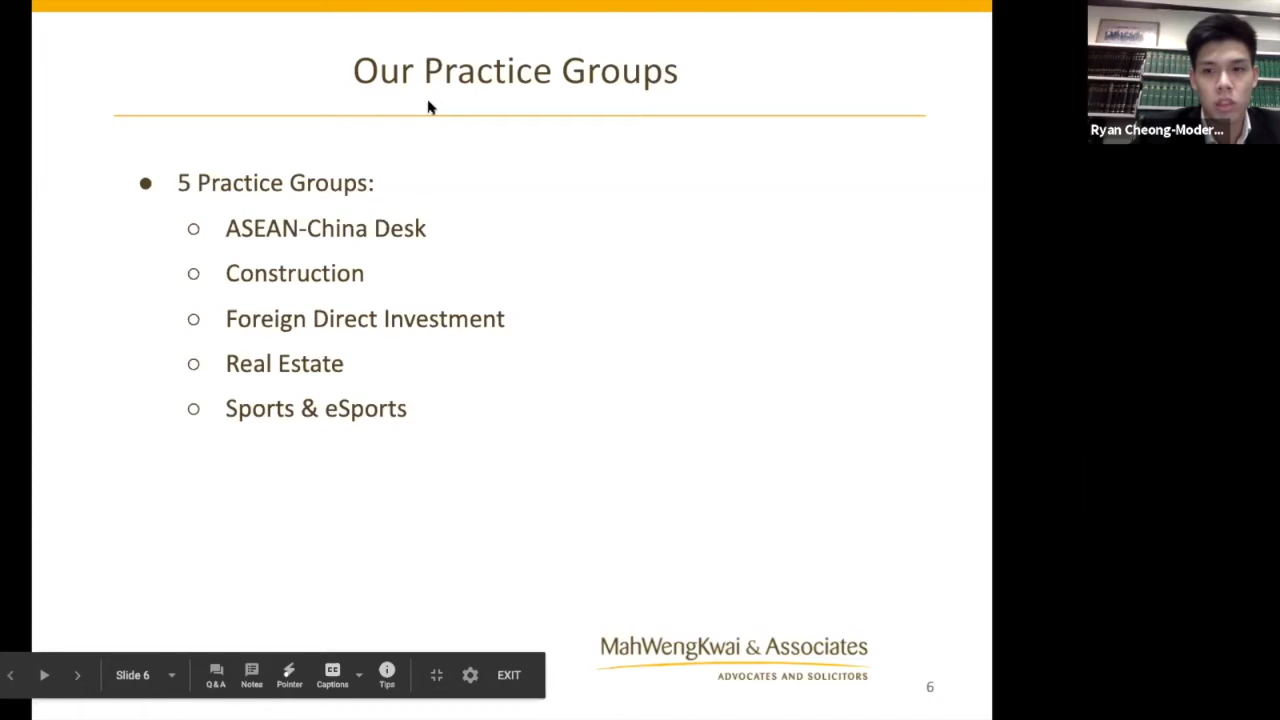 Our Practice Groups
● 5 Practice Groups:
○ ASEAN-China Desk
○ Construction
○ Foreign Direct Investment
○ Real Estate
○ Sports & eSports
MahWengKwai & Associates
ADVOCATES AND SOLICITORS
6
Ryan Cheong-Moder...
Slide 6
Q&A
Notes
Pointer
Captions
Tips
EXIT